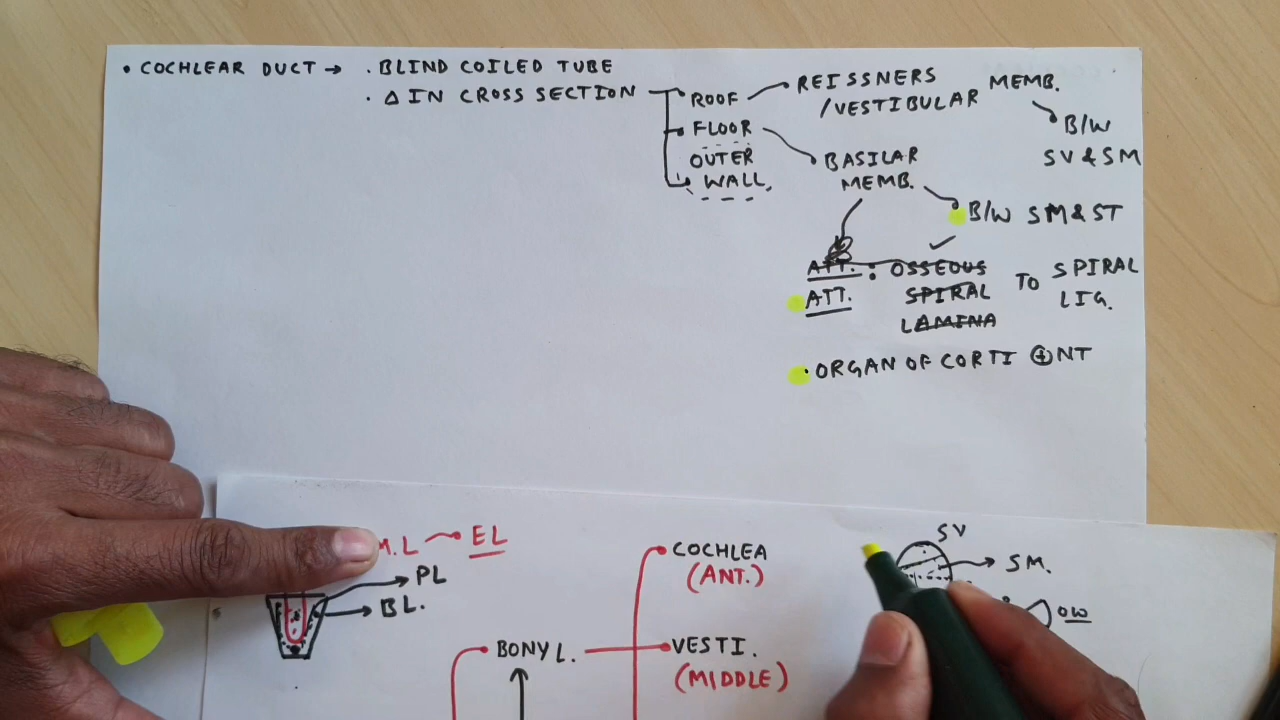 • COCHLEAR DUCT → . BLIND COILED TUBE
• Δ IN CROSS SECTION
ROOF
REISSNERS MEMB.
/VESTIBULAR
B/W
SV & SM
FLOOR
BASILAR
MEMB.
B/W SM & ST
OUTER
WALL
ATT. : OSSEOUS
SPIRAL
LAMINA
ATT.
TO SPIRAL
LIG.
• ORGAN OF CORTI ⊕NT
M.L
EL
PL
BL.
BONY L.
COCHLEA
(ANT.)
VESTI.
(MIDDLE)
SV
SM.
OW